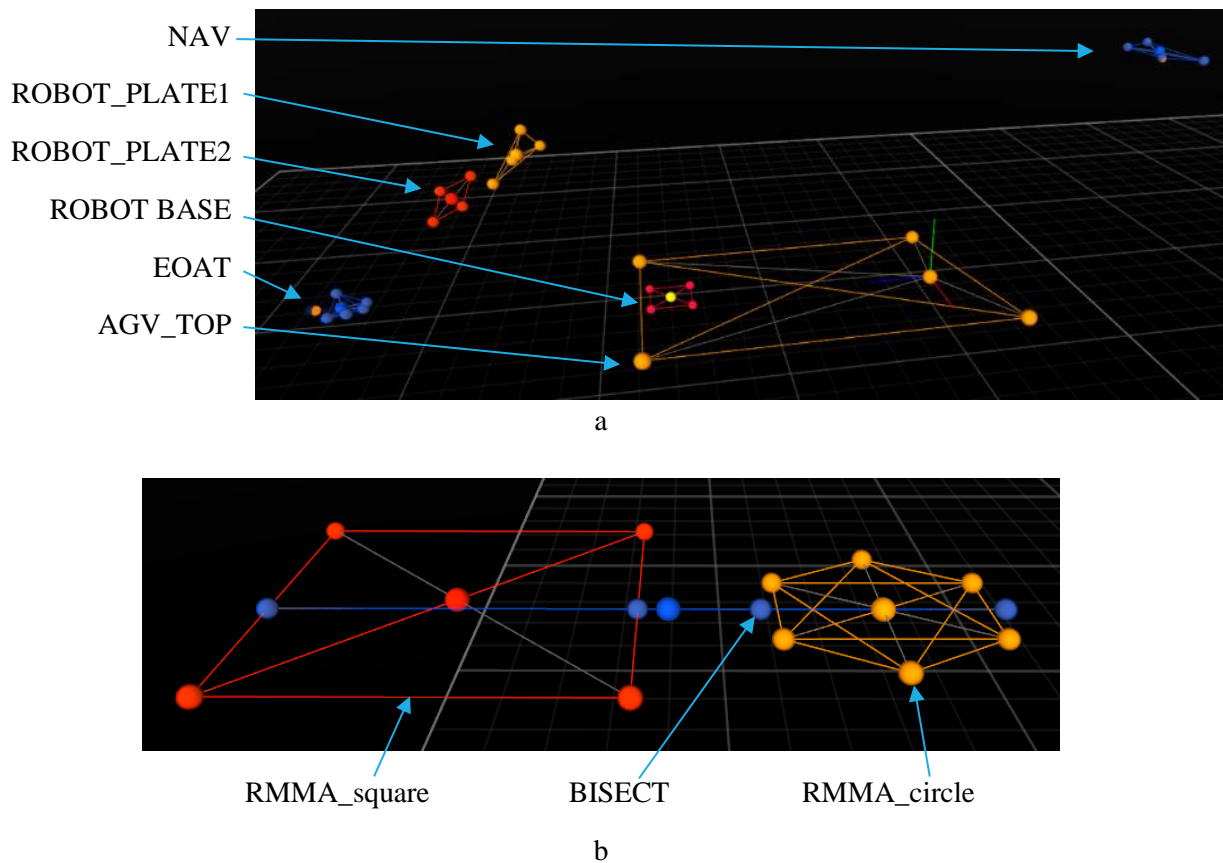 NAV
ROBOT_PLATE1
ROBOT_PLATE2
ROBOT BASE
EOAT
AGV_TOP
a
RMMA_square
BISECT
RMMA_circle
b